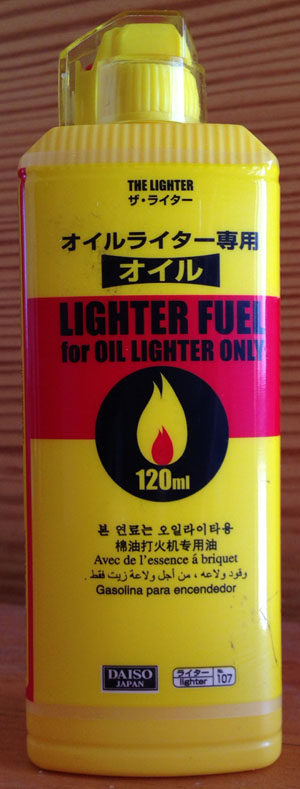 THE LIGHTER
ザ・ライター
オイルライター専用
オイル
LIGHTER FUEL
for OIL LIGHTER ONLY
120ml
본 연료는 오일라이타용
棉油打火机专用油
Avec de l'essence á briquet
وقود ولاعه ، من أجل ولاعة زيت فقط .
Gasolina para encendedor
DAISO
JAPAN
ライター
lighter
No.
107